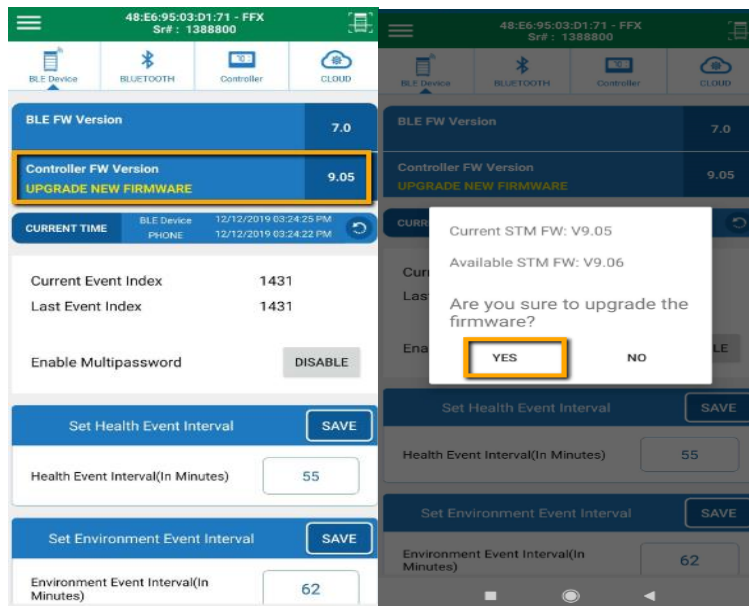 48:E6:95:03:D1:71 - FFX
Sr# : 1388800
BLE Device
BLUETOOTH
Controller
CLOUD
BLE FW Version
7.0
Controller FW Version
UPGRADE NEW FIRMWARE
9.05
CURRENT TIME
BLE Device 12/12/2019 03:24:25 PM
PHONE 12/12/2019 03:24:22 PM
Current Event Index 1431
Last Event Index 1431
Enable Multipassword
DISABLE
Set Health Event Interval
SAVE
Health Event Interval(In Minutes)
55
Set Environment Event Interval
SAVE
Environment Event Interval(In
Minutes)
62
48:E6:95:03:D1:71 - FFX
Sr# : 1388800
BLE Device
BLUETOOTH
Controller
CLOUD
BLE FW Version
7.0
Controller FW Version
UPGRADE NEW FIRMWARE
9.05
CURR
Curr
Las
Ena
LE
Current STM FW: V9.05
Available STM FW: V9.06
Are you sure to upgrade the
firmware?
YES
NO
Set Health Event Interval
SAVE
Health Event Interval(In Minutes)
55
Set Environment Event Interval
SAVE
Environment Event Interval(In
Minutes)
62